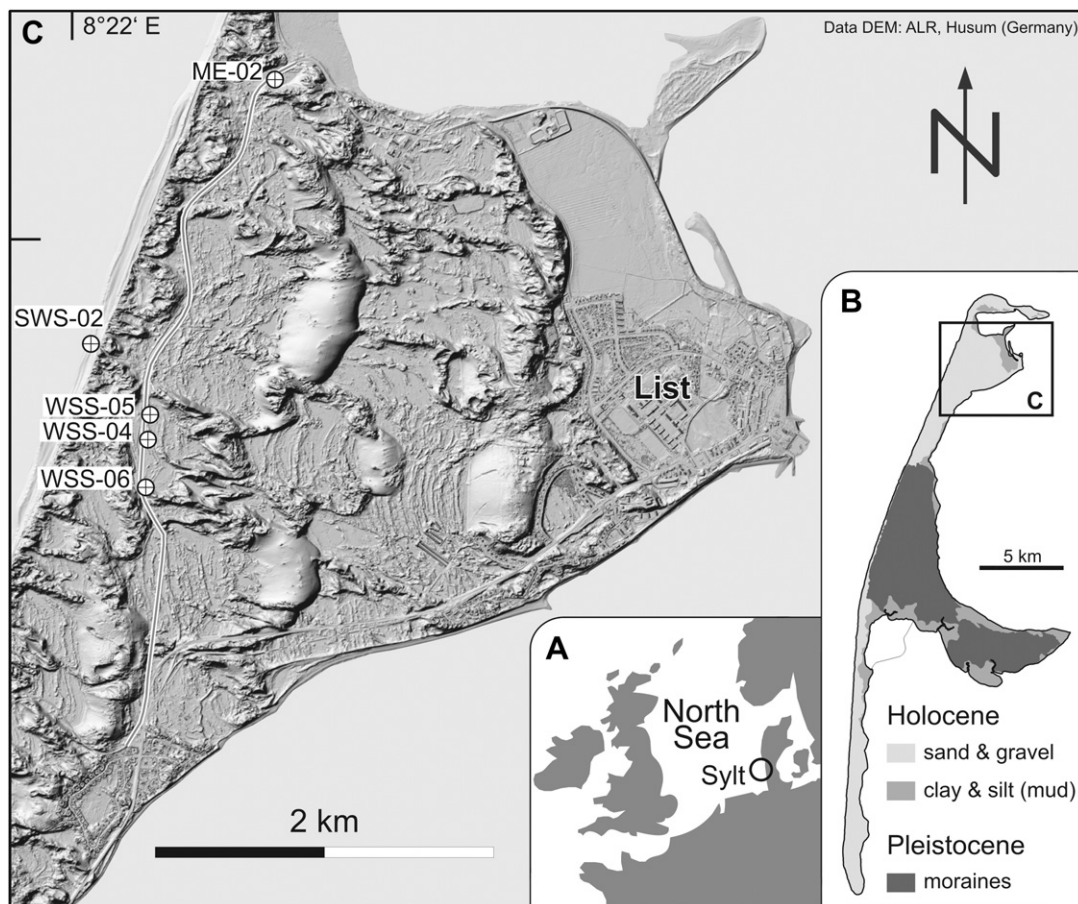 C
8°22' E
Data DEM: ALR, Husum (Germany)
ME-02
N
SWS-02
WSS-05
WSS-04
WSS-06
List
2 km
A
North
Sea
Sylt
B
C
5 km
Holocene
sand & gravel
clay & silt (mud)
Pleistocene
moraines